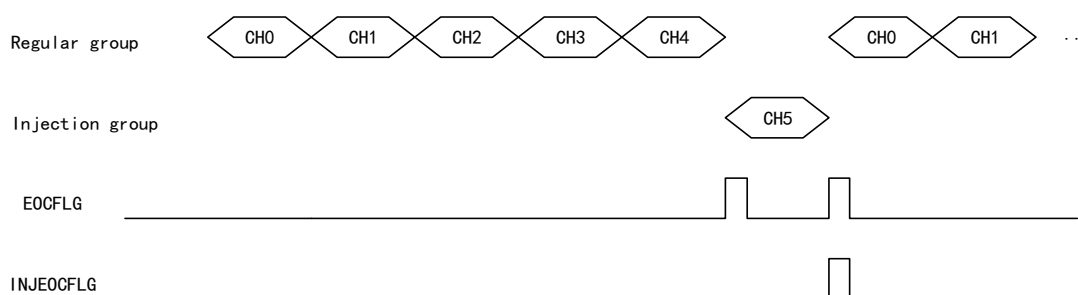 Regular group CH0 CH1 CH2 CH3 CH4 CH0 CH1 ..
Injection group CH5
EOCFLG
INJEOCFLG